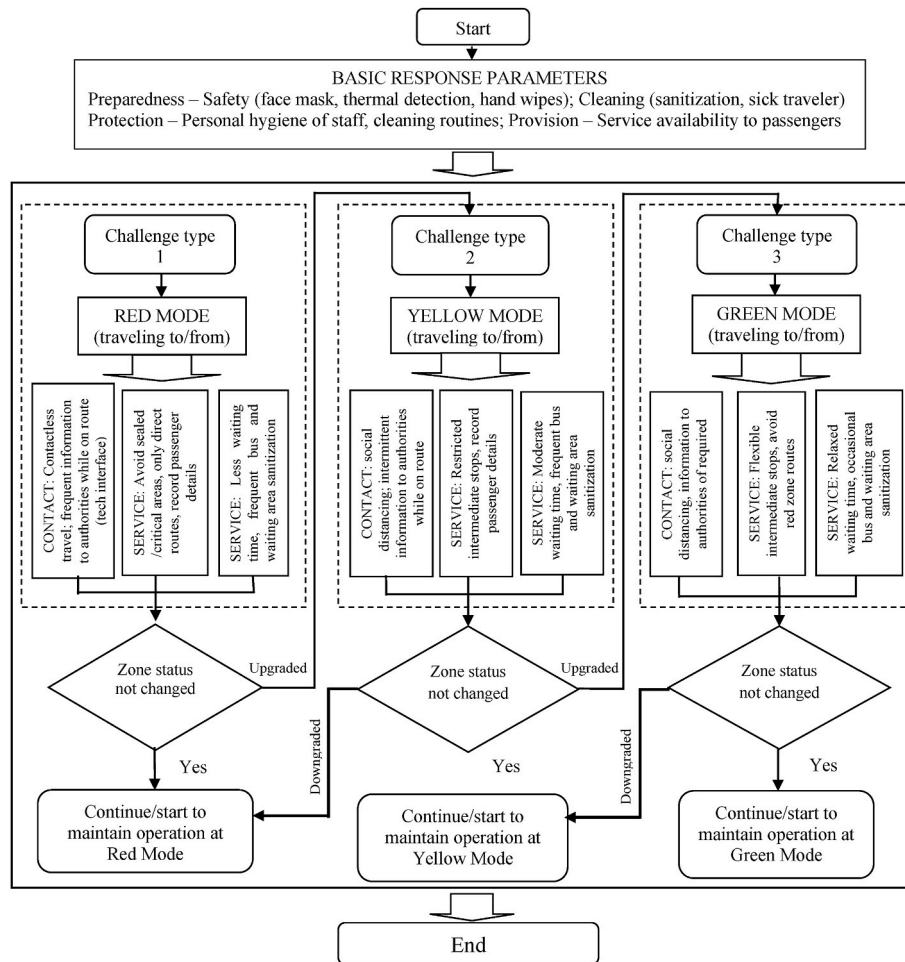 Start
BASIC RESPONSE PARAMETERS
Preparedness – Safety (face mask, thermal detection, hand wipes); Cleaning (sanitization, sick traveler)
Protection – Personal hygiene of staff, cleaning routines; Provision – Service availability to passengers
Challenge type
1
RED MODE
(traveling to/from)
CONTACT: Contactless
travel; frequent information
to authorities while on route
(tech interface)
SERVICE: Avoid sealed
/critical areas, only direct
routes, record passenger
details
SERVICE: Less waiting
time, frequent bus and
waiting area sanitization
Zone status
not changed
Upgraded
Yes
Continue/start to
maintain operation at
Red Mode
Challenge type
2
YELLOW MODE
(traveling to/from)
CONTACT: social
distancing; intermittent
information to authorities
while on route
SERVICE: Restricted
intermediate stops, record
passenger details
SERVICE: Moderate
waiting time, frequent bus
and waiting area
sanitization
Zone status
not changed
Upgraded
Downgraded
Yes
Continue/start to
maintain operation at
Yellow Mode
Challenge type
3
GREEN MODE
(traveling to/from)
CONTACT: social
distancing, information to
authorities of required
SERVICE: Flexible
intermediate stops, avoid
red zone routes
SERVICE: Relaxed
waiting time, occasional
bus and waiting area
sanitization
Zone status
not changed
Downgraded
Yes
Continue/start to
maintain operation at
Green Mode
End